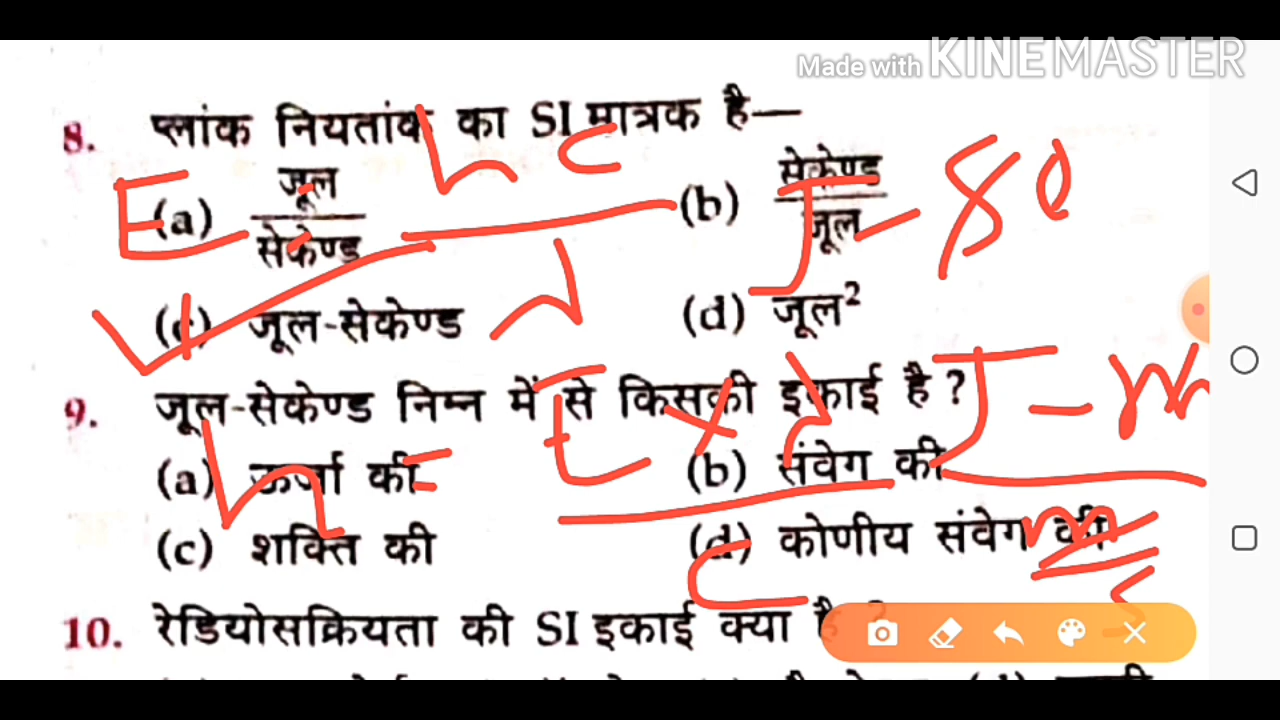 Made with KINEMASTER
8. प्लांक नियतांक का SI मात्रक है—
(a) जूल/सेकेण्ड (b) सेकेण्ड/जूल
(c) जूल-सेकेण्ड (d) जूल²
E = hc/λ
J-s
9. जूल-सेकेण्ड निम्न में से किसकी इकाई है ?
(a) ऊर्जा की (b) संवेग की
(c) शक्ति की (d) कोणीय संवेग की
h = E×λ/c
J-m
m/s
10. रेडियोसक्रियता की SI इकाई क्या है ?